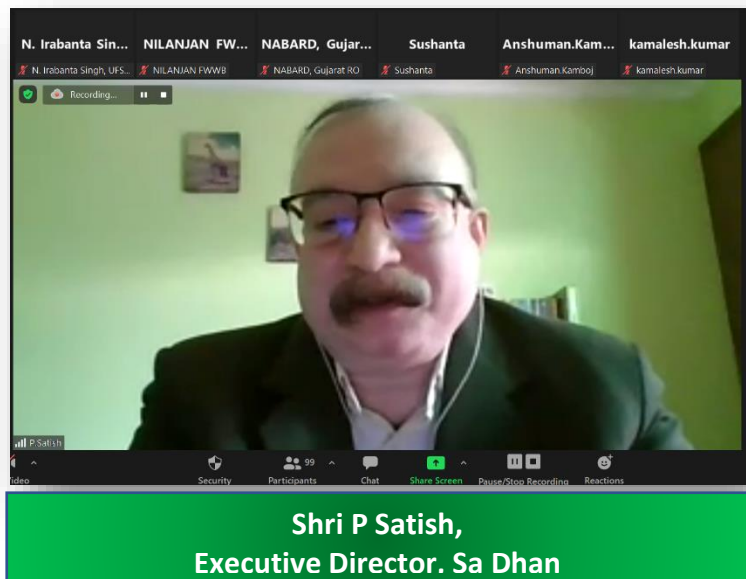 N. Irabanta Sin... NILANJAN FW... NABARD, Gujar... Sushanta Anshuman.Kam... kamalesh.kumar
N. Irabanta Singh, UFS... NILANJAN FWWB NABARD, Gujarat RO Sushanta Anshuman.Kamboj kamalesh.kumar
Recording...
P.Satish
ideo Security Participants 99 Chat Share Screen Pause/Stop Recording Reactions
Shri P Satish,
Executive Director. Sa Dhan